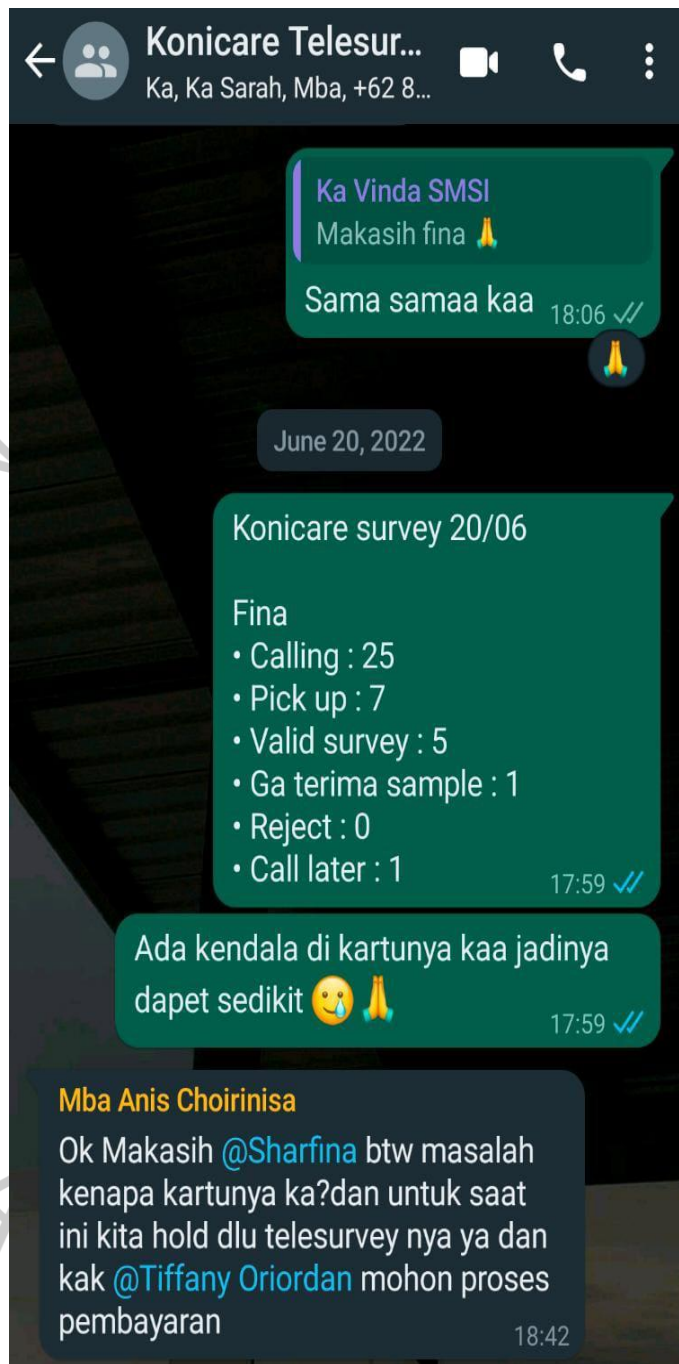 Konicare Telesur...
Ka, Ka Sarah, Mba, +62 8...
Ka Vinda SMSI
Makasih fina 🙏
Sama samaa kaa 18:06
🙏
June 20, 2022
Konicare survey 20/06
Fina
• Calling : 25
• Pick up : 7
• Valid survey : 5
• Ga terima sample : 1
• Reject : 0
• Call later : 1 17:59
Ada kendala di kartunya kaa jadinya
dapet sedikit 🥲🙏 17:59
Mba Anis Choirinisa
Ok Makasih @Sharfina btw masalah
kenapa kartunya ka?dan untuk saat
ini kita hold dlu telesurvey nya ya dan
kak @Tiffany Oriordan mohon proses
pembayaran 18:42